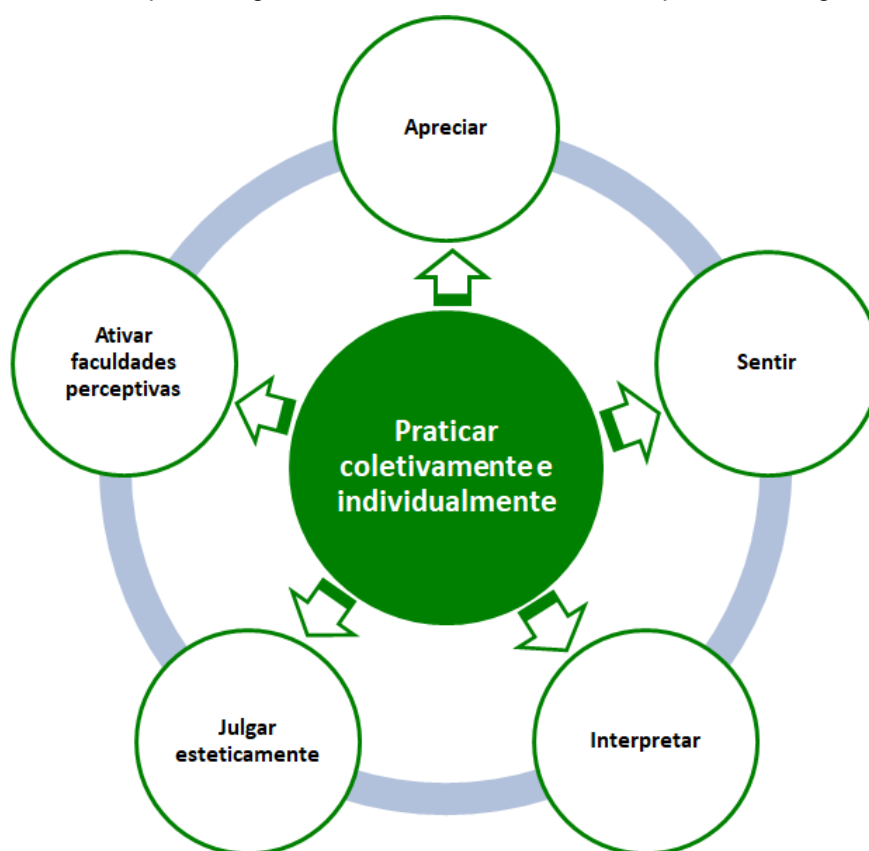 Apreciar
Sentir
Interpretar
Julgar
esteticamente
Ativar
faculdades
perceptivas
Praticar
coletivamente e
individualmente